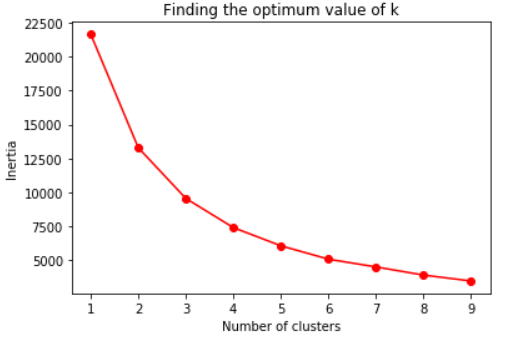 Finding the optimum value of k
22500
20000
17500
15000
12500
10000
7500
5000
Inertia
1 2 3 4 5 6 7 8 9
Number of clusters